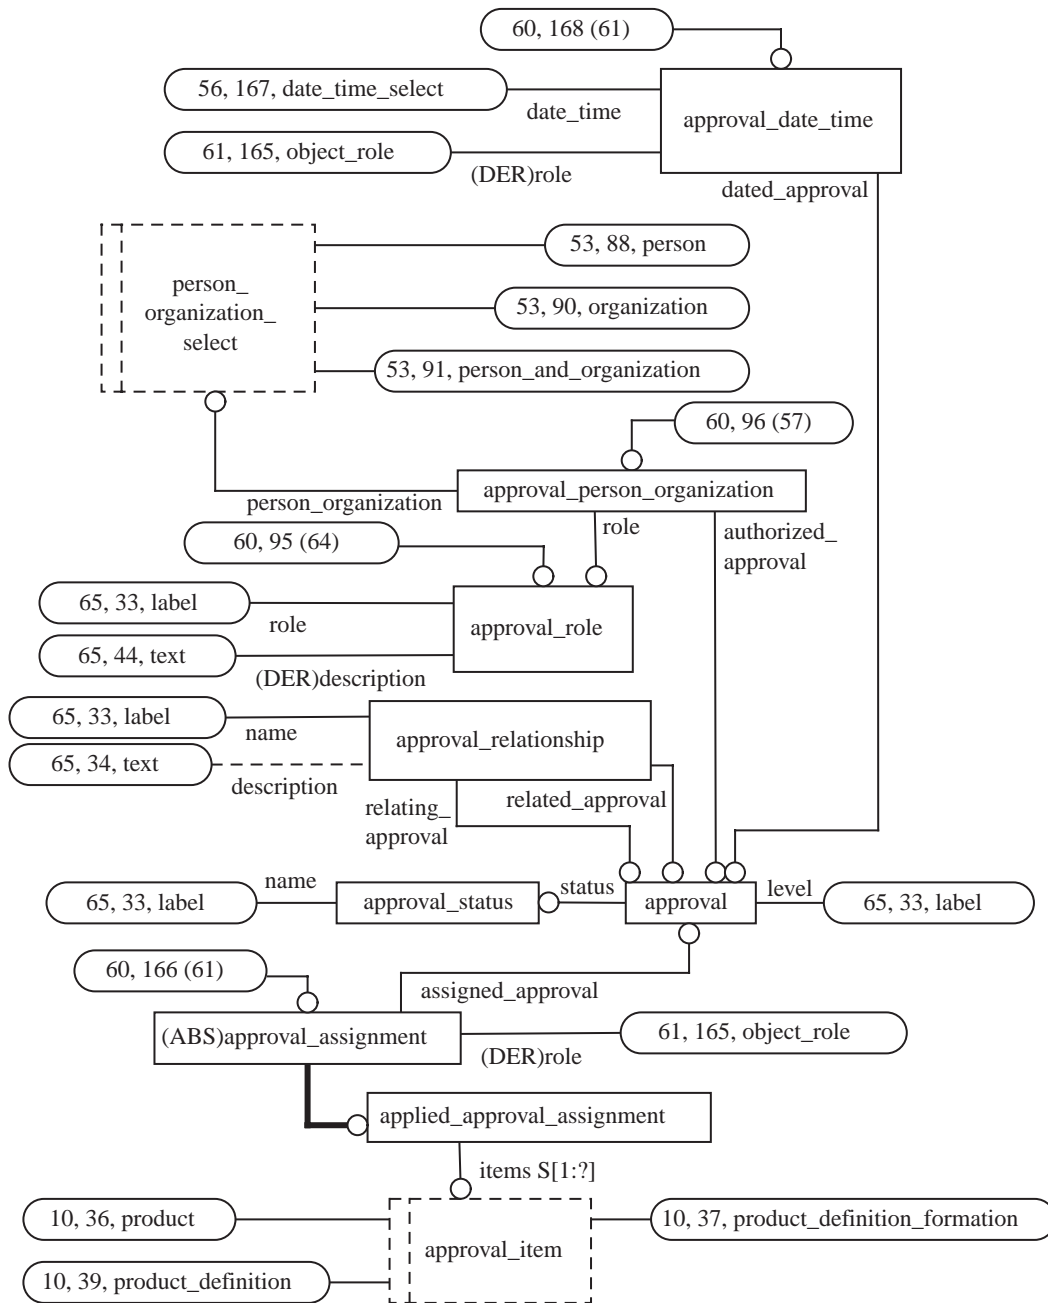 60, 168 (61)
56, 167, date_time_select
date_time
approval_date_time
61, 165, object_role
(DER)role
dated_approval
person_
organization_
select
53, 88, person
53, 90, organization
53, 91, person_and_organization
60, 96 (57)
person_organization
approval_person_organization
role
authorized_
approval
60, 95 (64)
65, 33, label
role
approval_role
65, 44, text
(DER)description
65, 33, label
name
approval_relationship
65, 34, text
description
relating_
approval
related_approval
65, 33, label
name
approval_status
status
approval
level
65, 33, label
60, 166 (61)
assigned_approval
(ABS)approval_assignment
(DER)role
61, 165, object_role
applied_approval_assignment
items S[1:?]
10, 36, product
approval_item
10, 37, product_definition_formation
10, 39, product_definition